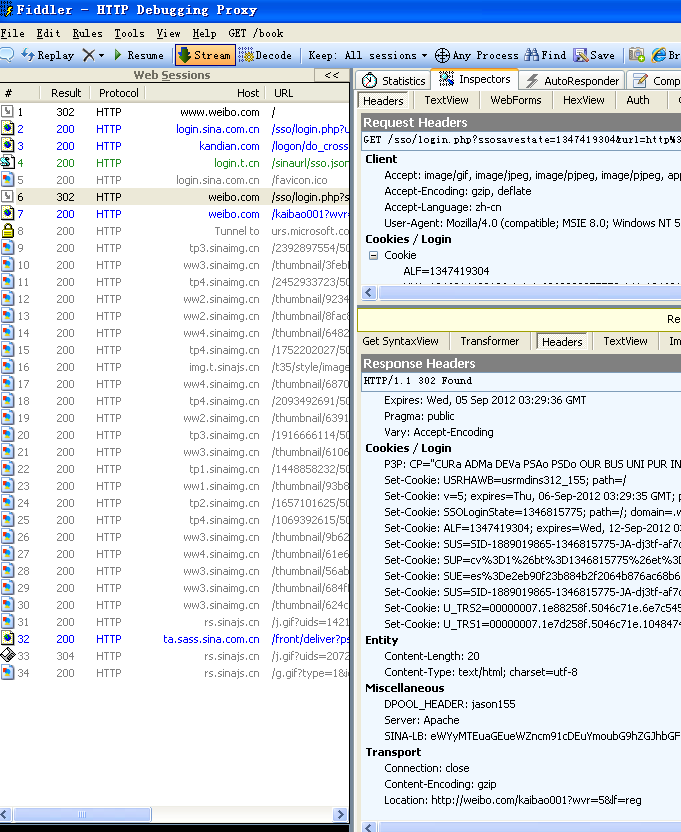 Fiddler - HTTP Debugging Proxy
File Edit Rules Tools View Help GET /book
Replay Resume Stream Decode Keep: All sessions Any Process Find Save Br
Web Sessions <<
# Result Protocol Host URL
1 302 HTTP www.weibo.com /
2 200 HTTP login.sina.com.cn /sso/login.php?u
3 200 HTTP kandian.com /logon/do_cross
4 200 HTTP login.t.cn /sinaurl/sso.json
5 200 HTTP login.sina.com.cn /favicon.ico
6 302 HTTP weibo.com /sso/login.php?s
7 200 HTTP weibo.com /kaibao001?wvr=
8 200 HTTP Tunnel to urs.microsoft.co
9 200 HTTP tp3.sinaimg.cn /2392897554/50
10 200 HTTP ww3.sinaimg.cn /thumbnail/3febf
11 200 HTTP tp4.sinaimg.cn /2452933723/50
12 200 HTTP ww2.sinaimg.cn /thumbnail/9234
13 200 HTTP ww2.sinaimg.cn /thumbnail/8fac8
14 200 HTTP ww4.sinaimg.cn /thumbnail/6482
15 200 HTTP tp4.sinaimg.cn /1752202027/50
16 200 HTTP img.t.sinajs.cn /t35/style/image
17 200 HTTP ww4.sinaimg.cn /thumbnail/6870
18 200 HTTP tp4.sinaimg.cn /2093492691/50
19 200 HTTP ww2.sinaimg.cn /thumbnail/6391
20 200 HTTP tp3.sinaimg.cn /1916666114/50
21 200 HTTP ww3.sinaimg.cn /thumbnail/6106
22 200 HTTP tp1.sinaimg.cn /1448858232/50
23 200 HTTP ww1.sinaimg.cn /thumbnail/93b8
24 200 HTTP tp2.sinaimg.cn /1657101625/50
25 200 HTTP tp4.sinaimg.cn /1069392615/50
26 200 HTTP ww3.sinaimg.cn /thumbnail/9b62
27 200 HTTP ww4.sinaimg.cn /thumbnail/61e6
28 200 HTTP ww3.sinaimg.cn /thumbnail/56ab
29 200 HTTP ww3.sinaimg.cn /thumbnail/684f
30 200 HTTP ww3.sinaimg.cn /thumbnail/624c
31 200 HTTP rs.sinajs.cn /j.gif?uids=1421
32 200 HTTP ta.sass.sina.com.cn /front/deliver?ps
33 304 HTTP rs.sinajs.cn /j.gif?uids=2072
34 200 HTTP rs.sinajs.cn /g.gif?type=1&i
Statistics Inspectors AutoResponder Comp
Headers TextView WebForms HexView Auth
Request Headers
GET /sso/login.php?ssosavestate=1347419304&url=http%3
Client
Accept: image/gif, image/jpeg, image/pjpeg, image/pjpeg, app
Accept-Encoding: gzip, deflate
Accept-Language: zh-cn
User-Agent: Mozilla/4.0 (compatible; MSIE 8.0; Windows NT 5
Cookies / Login
Cookie
ALF=1347419304
Re
Get SyntaxView Transformer Headers TextView Im
Response Headers
HTTP/1.1 302 Found
Expires: Wed, 05 Sep 2012 03:29:36 GMT
Pragma: public
Vary: Accept-Encoding
Cookies / Login
P3P: CP="CURa ADMa DEVa PSAo PSDo OUR BUS UNI PUR IN
Set-Cookie: USRHAWB=usrmdins312_155; path=/
Set-Cookie: v=5; expires=Thu, 06-Sep-2012 03:29:35 GMT; p
Set-Cookie: SSOLoginState=1346815775; path=/; domain=.w
Set-Cookie: ALF=1347419304; expires=Wed, 12-Sep-2012 03
Set-Cookie: SUS=SID-1889019865-1346815775-JA-dj3tf-af7c
Set-Cookie: SUP=cv%3D1%26bt%3D1346815775%26et%3D
Set-Cookie: SUE=es%3De2eb90f23b884b2f2064b876ac68b6
Set-Cookie: SUS=SID-1889019865-1346815775-JA-dj3tf-af7c
Set-Cookie: U_TRS2=00000007.1e88258f.5046c71e.6e7c545
Set-Cookie: U_TRS1=00000007.1e7d258f.5046c71e.1048474
Entity
Content-Length: 20
Content-Type: text/html; charset=utf-8
Miscellaneous
DPOOL_HEADER: jason155
Server: Apache
SINA-LB: eWYyMTEuaGEueWZncm91cDEuYmoubG9hZGJhbGF
Transport
Connection: close
Content-Encoding: gzip
Location: http://weibo.com/kaibao001?wvr=5&lf=reg